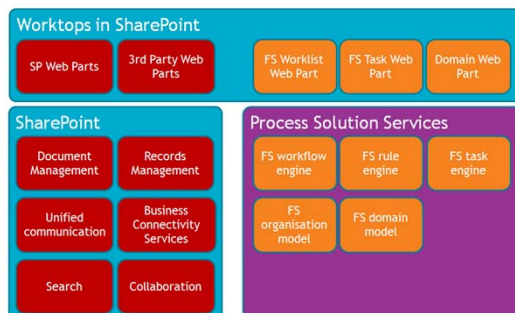 Worktops in SharePoint
SP Web Parts
3rd Party Web
Parts
FS Worklist
Web Part
FS Task Web
Part
Domain Web
Part
SharePoint
Document
Management
Records
Management
Unified
communication
Business
Connectivity
Services
Search
Collaboration
Process Solution Services
FS workflow
engine
FS rule
engine
FS task
engine
FS
organisation
model
FS domain
model